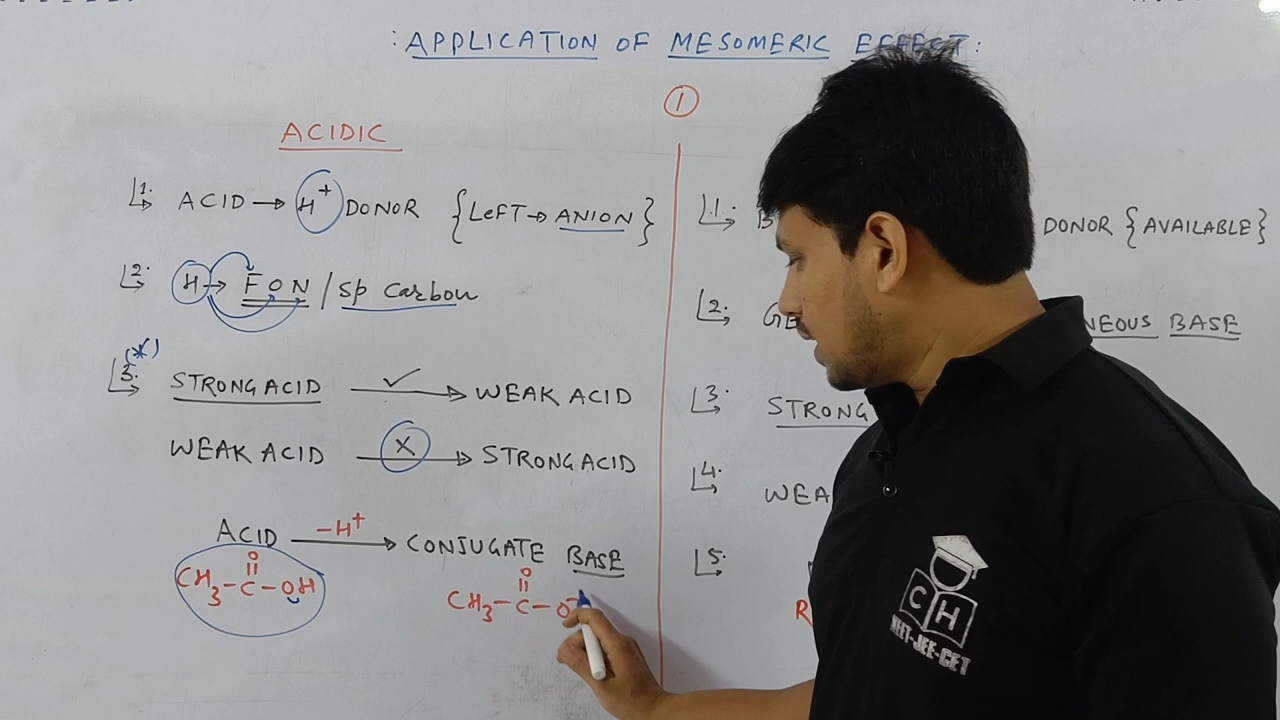 : APPLICATION OF MESOMERIC EFFECT :
1
ACIDIC
1. ACID → H+ DONOR {LeFT → ANION}
2. H → F O N / sp carbon
(*)
3. STRONG ACID ✓→ WEAK ACID
WEAK ACID X→ STRONG ACID
ACID -H+→ CONJUGATE BASE
O
CH3-C-OH
O
CH3-C-O-
1. B DONOR {AVAILABLE}
2. GE NEOUS BASE
3. STRONG
4. WEA
5.
R
C H
NEET-JEE-CET